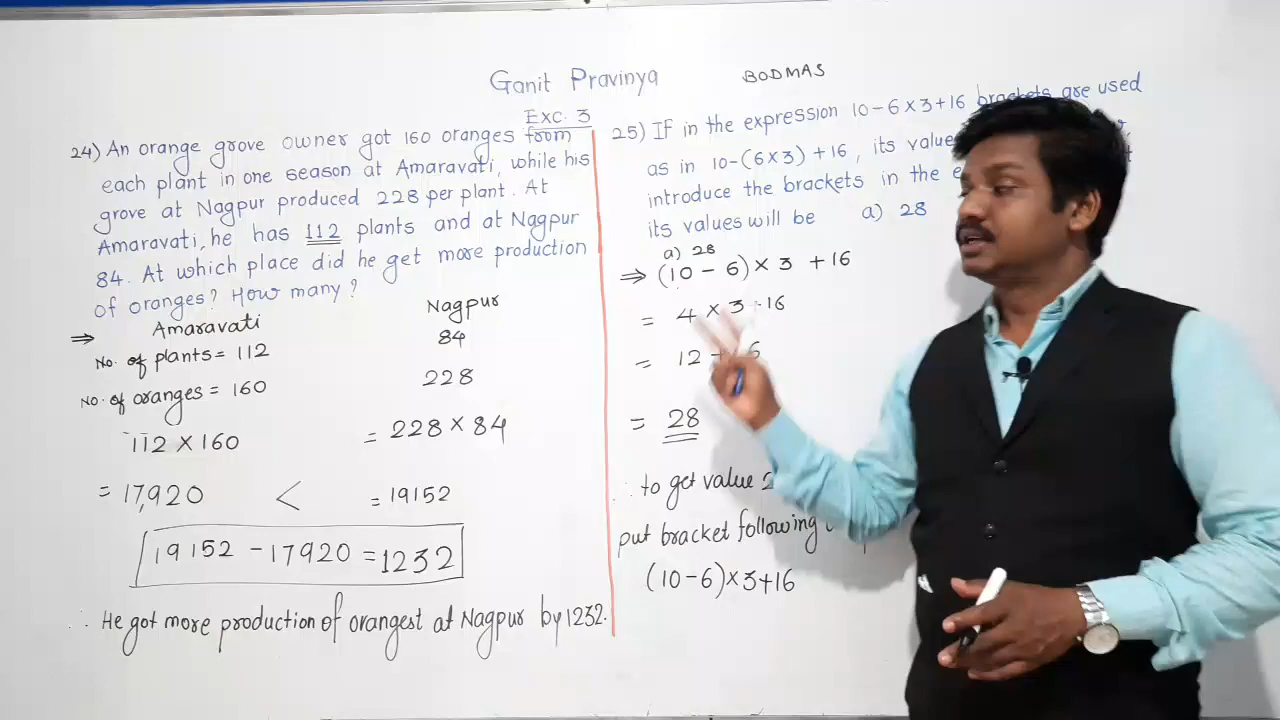 Ganit Pravinya
BODMAS
Exc. 3
24) An orange grove owner got 160 oranges from
each plant in one season at Amaravati, while his
grove at Nagpur produced 228 per plant. At
Amaravati, he has 112 plants and at Nagpur
84. At which place did he get more production
of oranges? How many?
⇒ Amaravati Nagpur
No. of plants = 112 84
No. of oranges = 160 228
112 × 160 = 228 × 84
= 17,920 < = 19152
19152 - 17920 = 1232
∴ He got more production of orangest at Nagpur by 1232.
25) If in the expression 10-6×3+16 brackets are used
as in 10-(6×3)+16, its value
introduce the brackets in the
its values will be a) 28
a) 28
⇒ (10-6)×3+16
= 4×3+16
= 12+16
= 28
∴ to get value
put bracket following
(10-6)×3+16